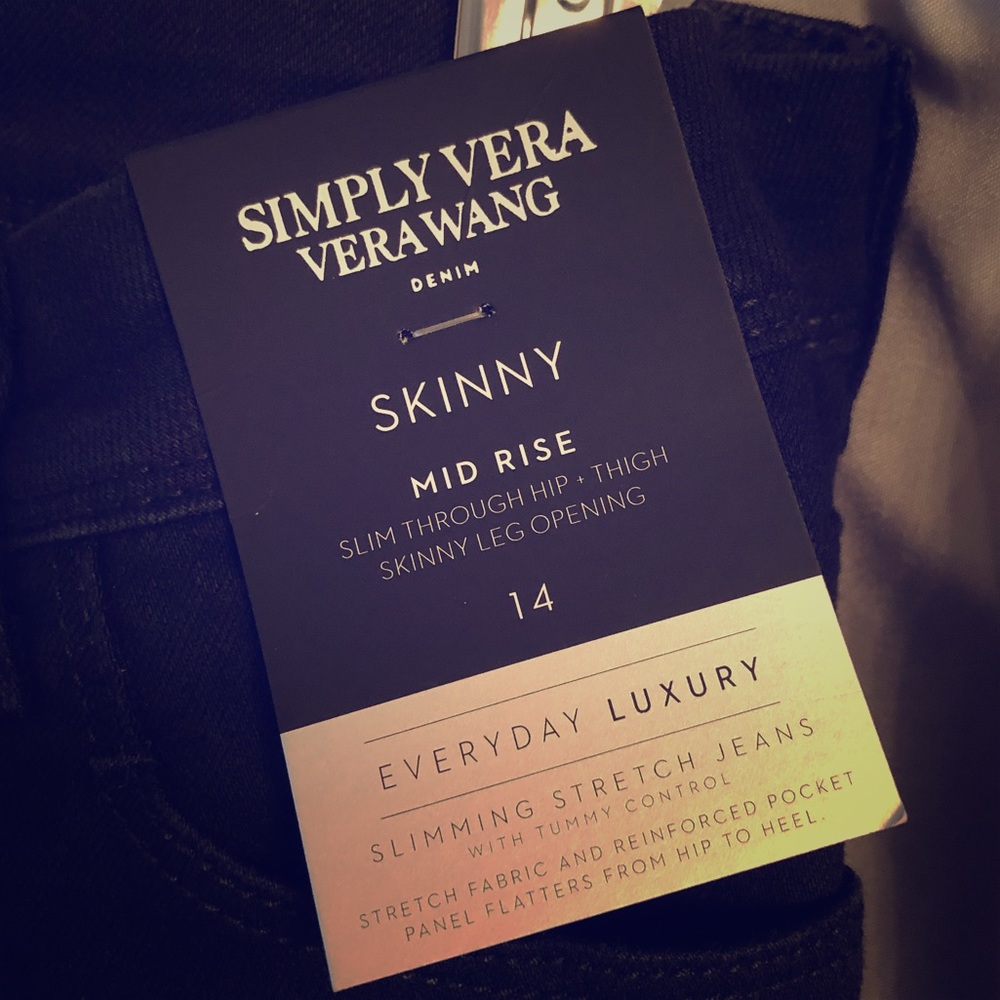 SIMPLY VERA
VERA WANG
DENIM
SKINNY
MID RISE
SLIM THROUGH HIP + THIGH
SKINNY LEG OPENING
14
EVERYDAY LUXURY
SLIMMING STRETCH JEANS
WITH TUMMY CONTROL
STRETCH FABRIC AND REINFORCED POCKET
PANEL FLATTERS FROM HIP TO HEEL.